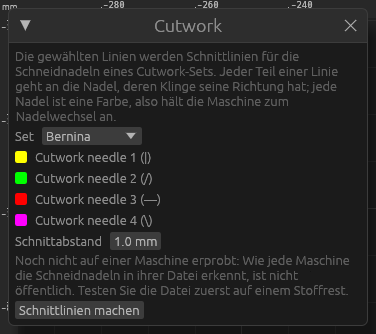 mm
-280
-260
-240
Cutwork
Die gewählten Linien werden Schnittlinien für die
Schneidnadeln eines Cutwork-Sets. Jeder Teil einer Linie
geht an die Nadel, deren Klinge seine Richtung hat; jede
Nadel ist eine Farbe, also hält die Maschine zum
Nadelwechsel an.
Set Bernina
Cutwork needle 1 (|)
Cutwork needle 2 (/)
Cutwork needle 3 (—)
Cutwork needle 4 (\)
Schnittabstand 1.0 mm
Noch nicht auf einer Maschine erprobt: Wie jede Maschine
die Schneidnadeln in ihrer Datei erkennt, ist nicht
öffentlich. Testen Sie die Datei zuerst auf einem Stoffrest.
Schnittlinien machen